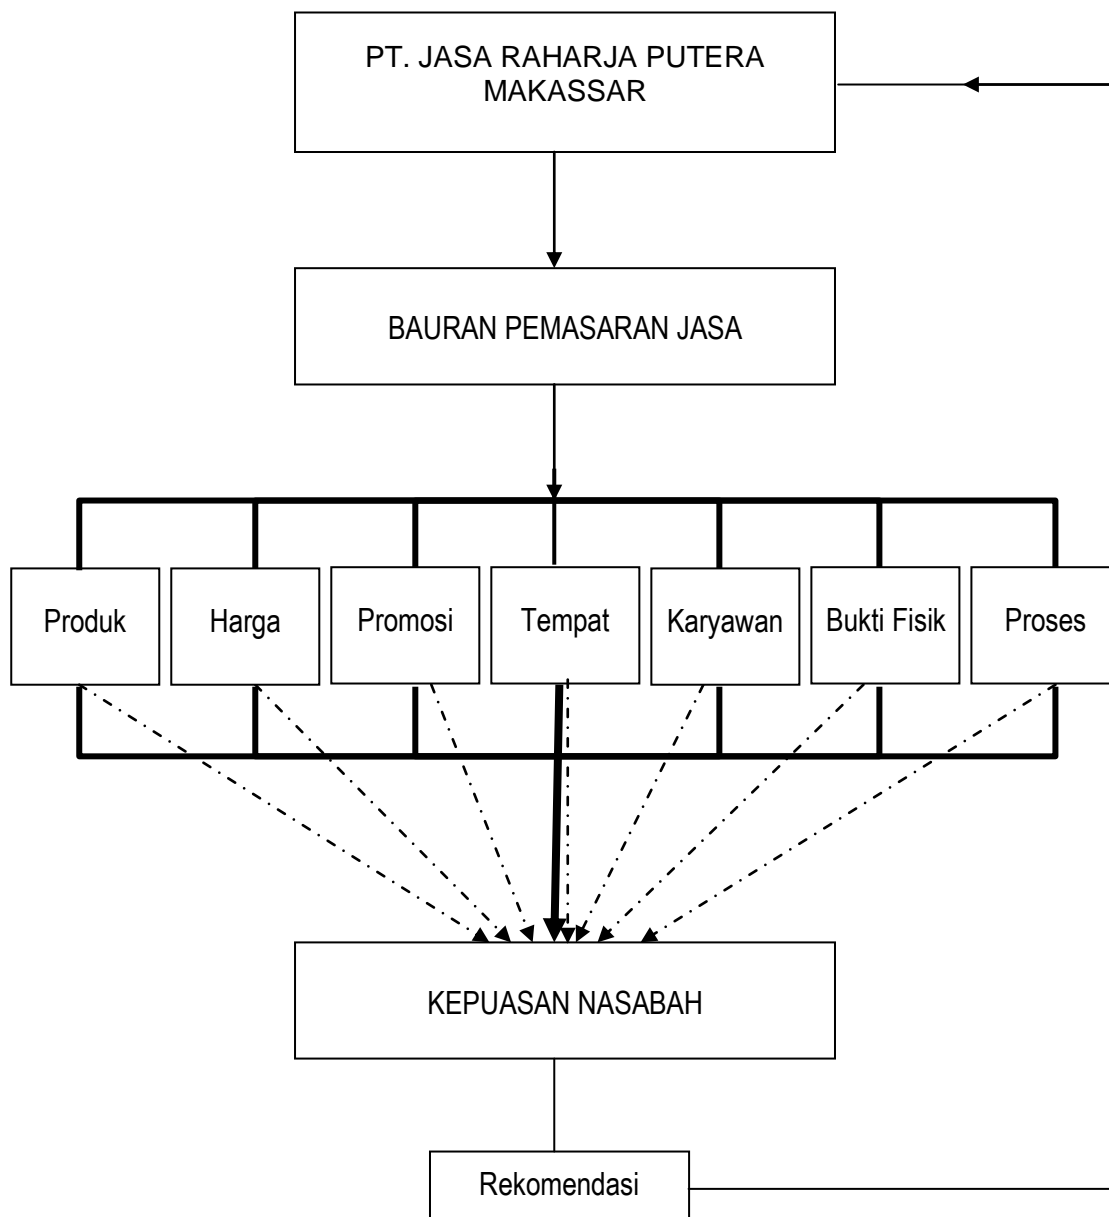 PT. JASA RAHARJA PUTERA
MAKASSAR
BAURAN PEMASARAN JASA
Produk
Harga
Promosi
Tempat
Karyawan
Bukti Fisik
Proses
KEPUASAN NASABAH
Rekomendasi